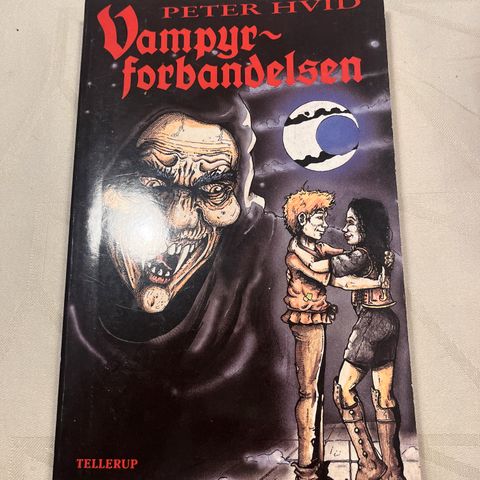 PETER HVID
Vampyr-
forbandelsen
TELLERUP